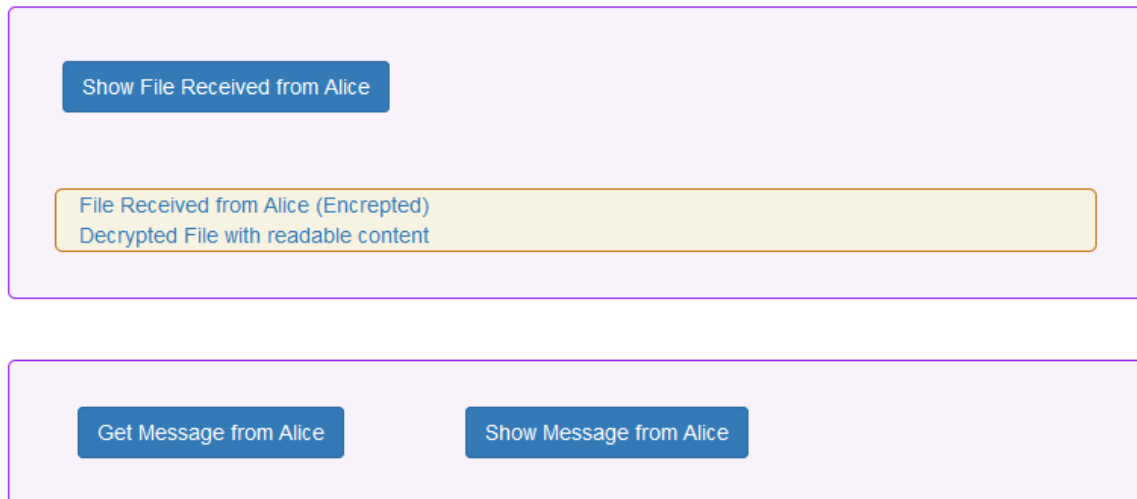 Show File Received from Alice
File Received from Alice (Encrepted)
Decrypted File with readable content
Get Message from Alice
Show Message from Alice